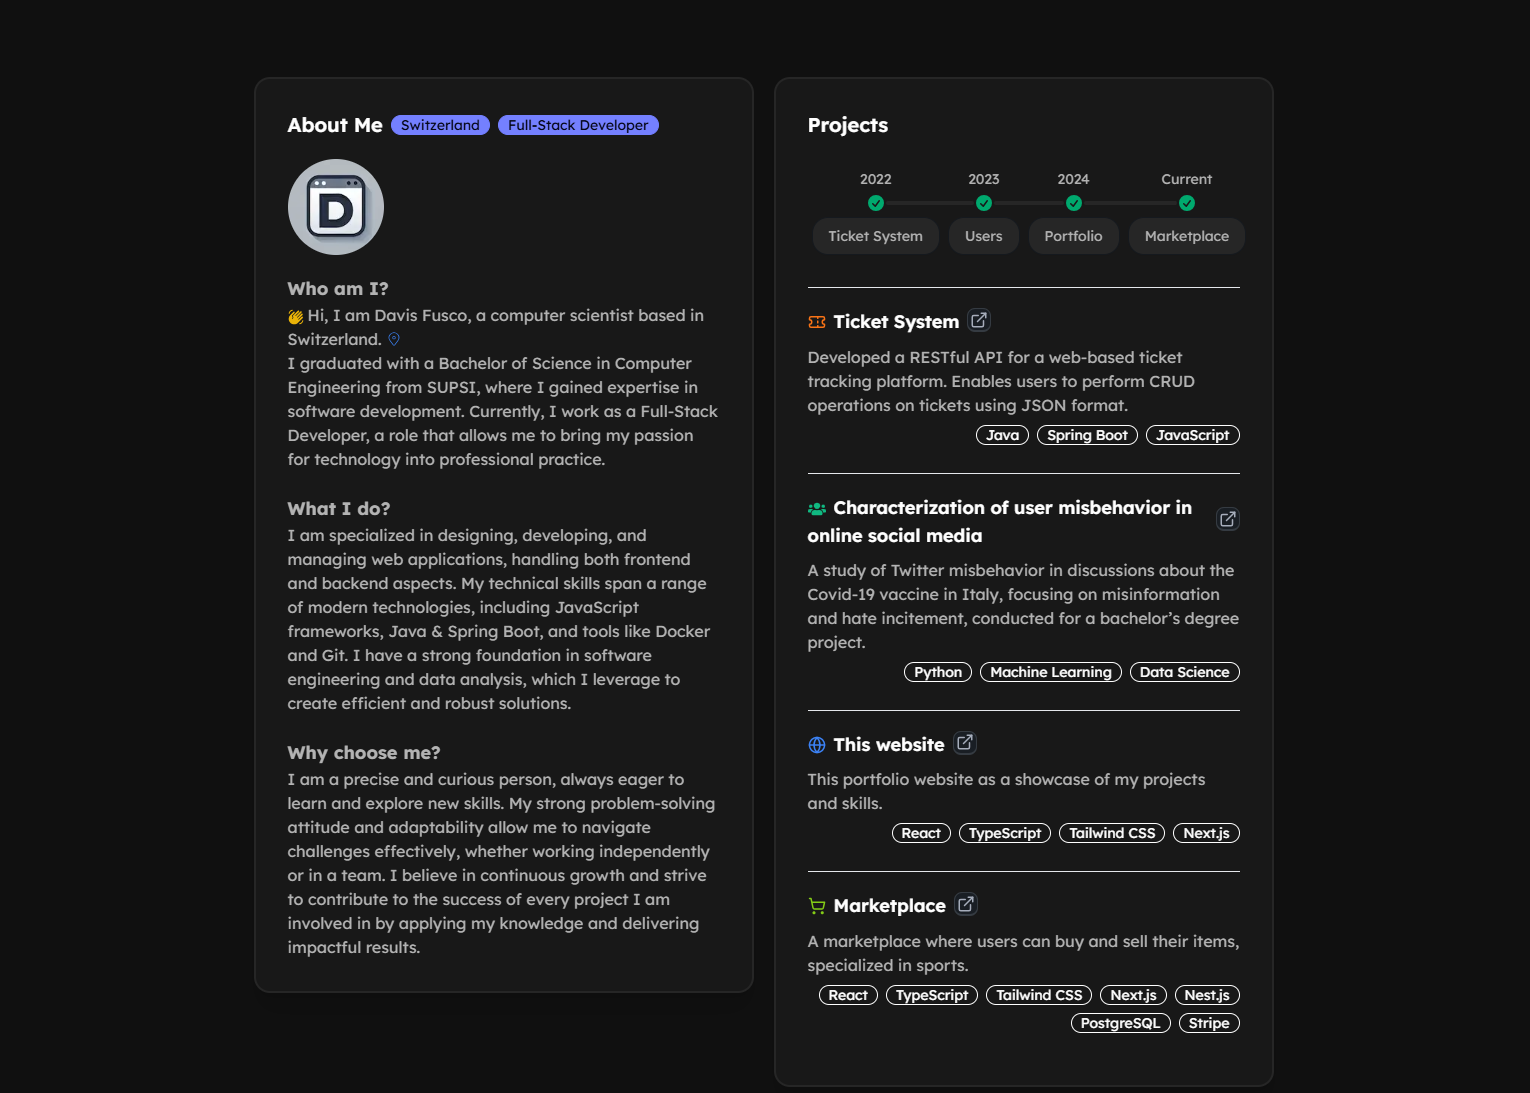 About Me Switzerland Full-Stack Developer
D
Who am I?
Hi, I am Davis Fusco, a computer scientist based in
Switzerland.
I graduated with a Bachelor of Science in Computer
Engineering from SUPSI, where I gained expertise in
software development. Currently, I work as a Full-Stack
Developer, a role that allows me to bring my passion
for technology into professional practice.
What I do?
I am specialized in designing, developing, and
managing web applications, handling both frontend
and backend aspects. My technical skills span a range
of modern technologies, including JavaScript
frameworks, Java & Spring Boot, and tools like Docker
and Git. I have a strong foundation in software
engineering and data analysis, which I leverage to
create efficient and robust solutions.
Why choose me?
I am a precise and curious person, always eager to
learn and explore new skills. My strong problem-solving
attitude and adaptability allow me to navigate
challenges effectively, whether working independently
or in a team. I believe in continuous growth and strive
to contribute to the success of every project I am
involved in by applying my knowledge and delivering
impactful results.
Projects
2022 2023 2024 Current
Ticket System Users Portfolio Marketplace
Ticket System
Developed a RESTful API for a web-based ticket
tracking platform. Enables users to perform CRUD
operations on tickets using JSON format.
Java Spring Boot JavaScript
Characterization of user misbehavior in
online social media
A study of Twitter misbehavior in discussions about the
Covid-19 vaccine in Italy, focusing on misinformation
and hate incitement, conducted for a bachelor’s degree
project.
Python Machine Learning Data Science
This website
This portfolio website as a showcase of my projects
and skills.
React TypeScript Tailwind CSS Next.js
Marketplace
A marketplace where users can buy and sell their items,
specialized in sports.
React TypeScript Tailwind CSS Next.js Nest.js
PostgreSQL Stripe